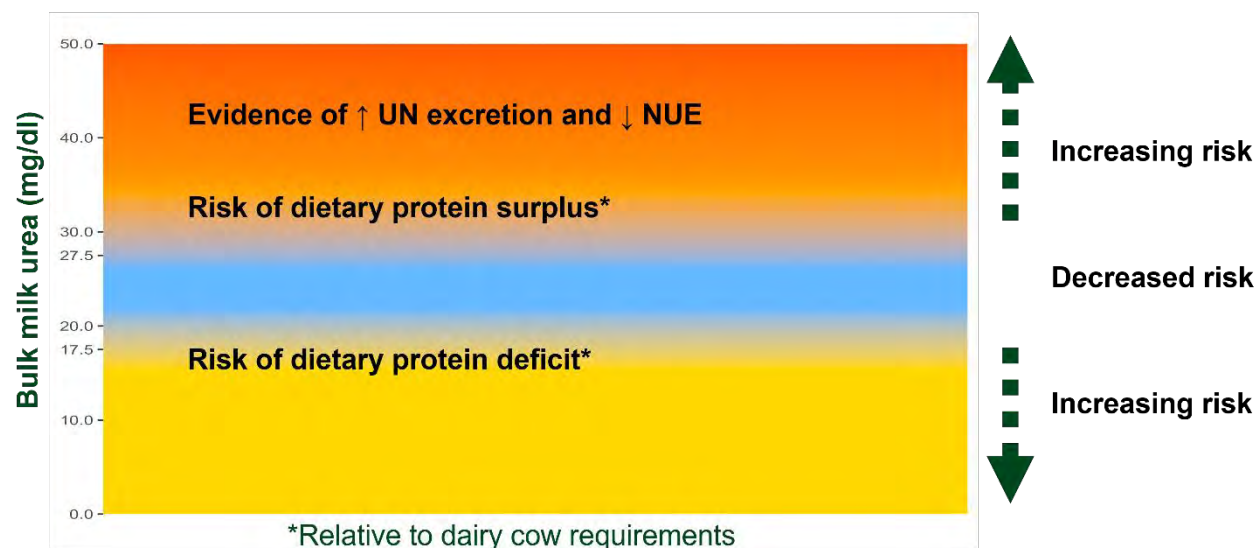 Bulk milk urea (mg/dl)
50.0
40.0
30.0
27.5
20.0
17.5
10.0
0.0
Evidence of ↑ UN excretion and ↓ NUE
Risk of dietary protein surplus*
Risk of dietary protein deficit*
*Relative to dairy cow requirements
Increasing risk
Decreased risk
Increasing risk